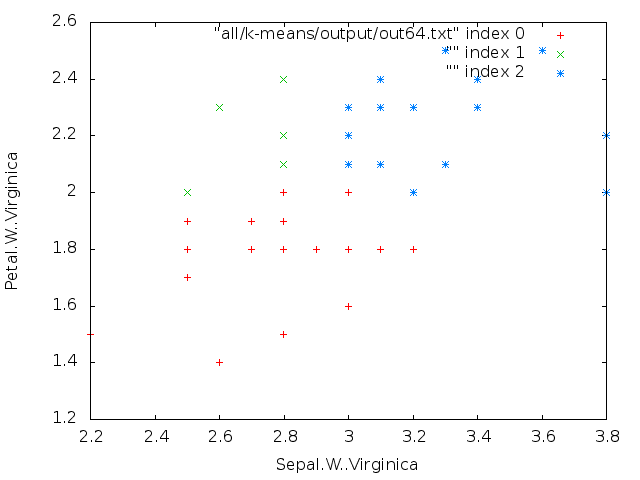 2.6
"all/k-means/output/out64.txt" index 0
"" index 1
"" index 2
2.4
2.2
2
1.8
1.6
1.4
1.2
Petal.W..Virginica
2.2 2.4 2.6 2.8 3 3.2 3.4 3.6 3.8
Sepal.W..Virginica